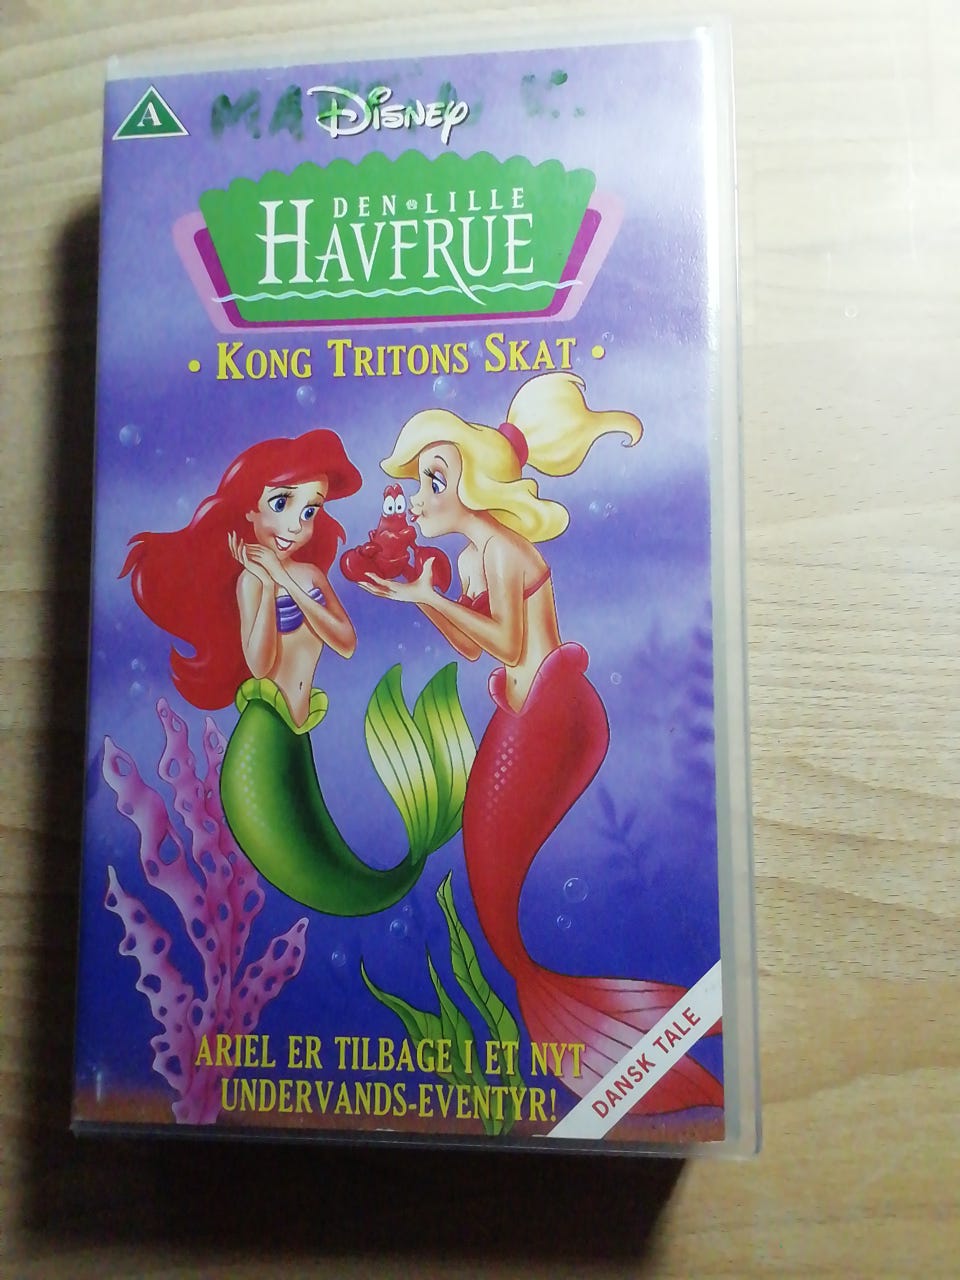 A
Disney
DEN LILLE
HAVFRUE
• KONG TRITONS SKAT •
ARIEL ER TILBAGE I ET NYT
UNDERVANDS-EVENTYR!
DANSK TALE